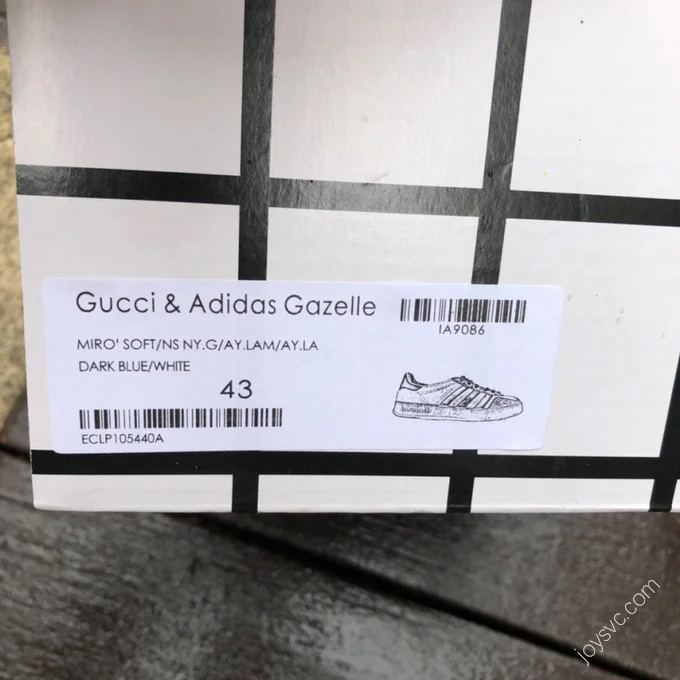 Gucci & Adidas Gazelle
IA9086
MIRO' SOFT/NS NY.G/AY.LAM/AY.LA
DARK BLUE/WHITE
43
ECLP105440A
joysvc.com